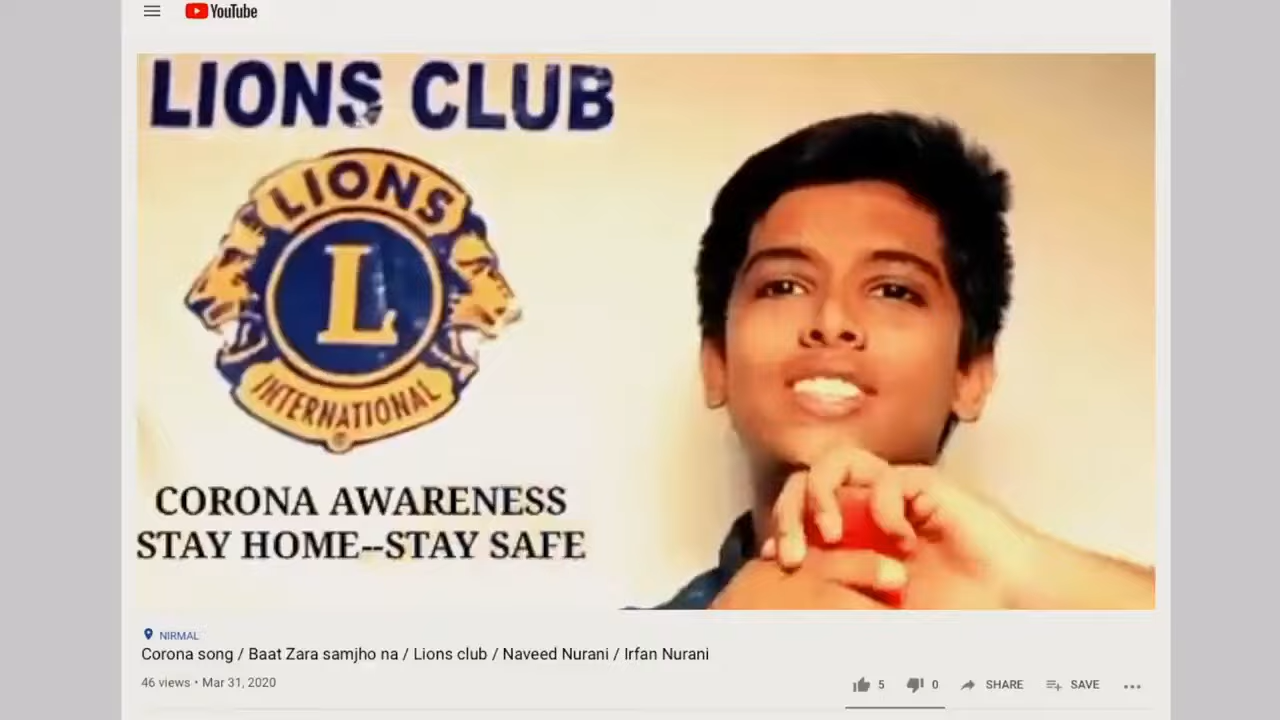 YouTube
LIONS CLUB
LIONS
L
INTERNATIONAL
®
CORONA AWARENESS
STAY HOME--STAY SAFE
NIRMAL
Corona song / Baat Zara samjho na / Lions club / Naveed Nurani / Irfan Nurani
46 views • Mar 31, 2020
5 0 SHARE SAVE